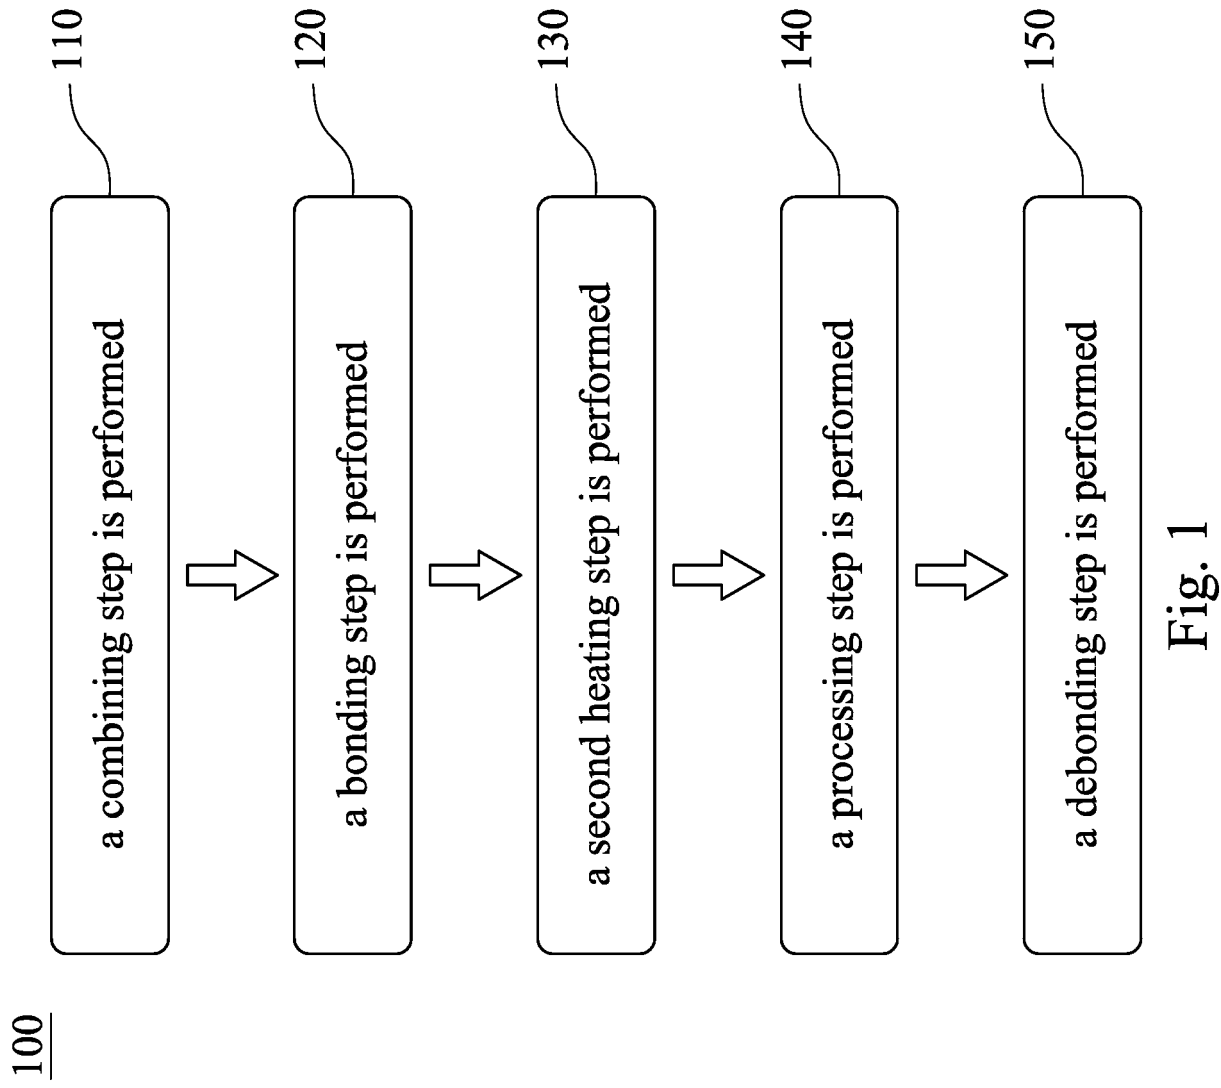 100
110
a combining step is performed
120
a bonding step is performed
130
a second heating step is performed
140
a processing step is performed
150
a debonding step is performed
Fig. 1